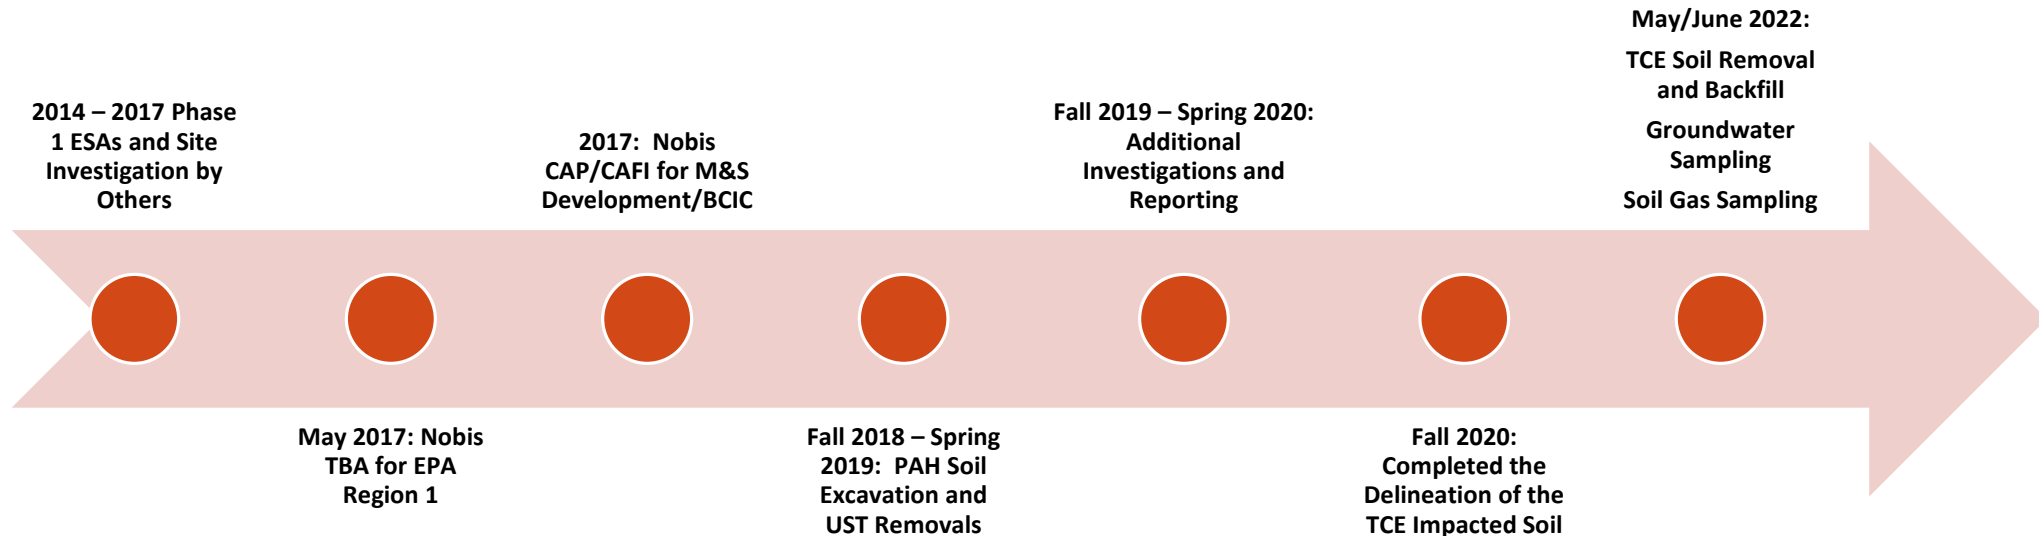 2014 – 2017 Phase
1 ESAs and Site
Investigation by
Others
May 2017: Nobis
TBA for EPA
Region 1
2017:  Nobis
CAP/CAFI for M&S
Development/BCIC
Fall 2018 – Spring
2019:  PAH Soil
Excavation and
UST Removals
Fall 2019 – Spring 2020:
Additional
Investigations and
Reporting
Fall 2020:
Completed the
Delineation of the
TCE Impacted Soil
May/June 2022:
TCE Soil Removal
and Backfill
Groundwater
Sampling
Soil Gas Sampling